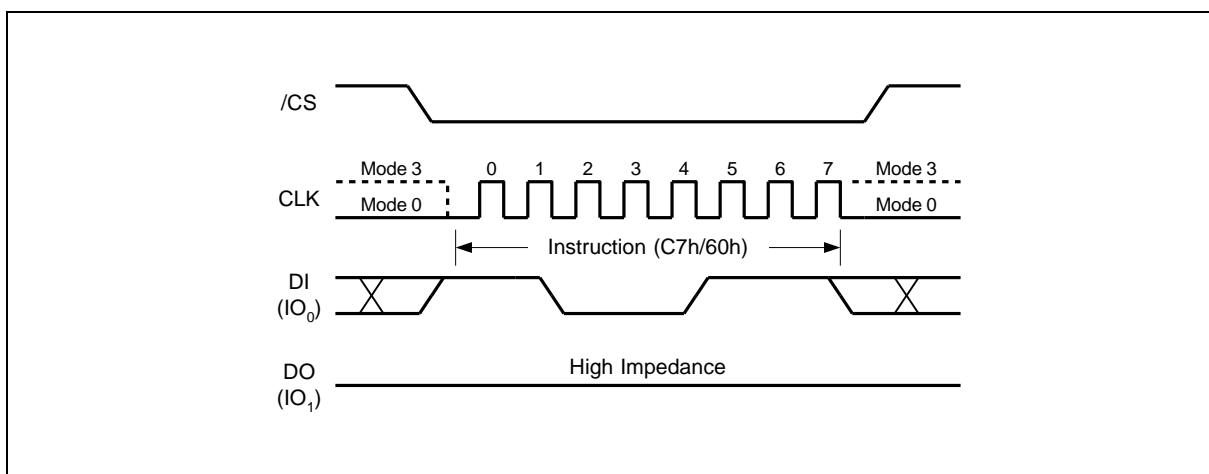 /CS
Mode 3 0 1 2 3 4 5 6 7 Mode 3
CLK
Mode 0 Mode 0
Instruction (C7h/60h)
DI
(IO0)
High Impedance
DO
(IO1)